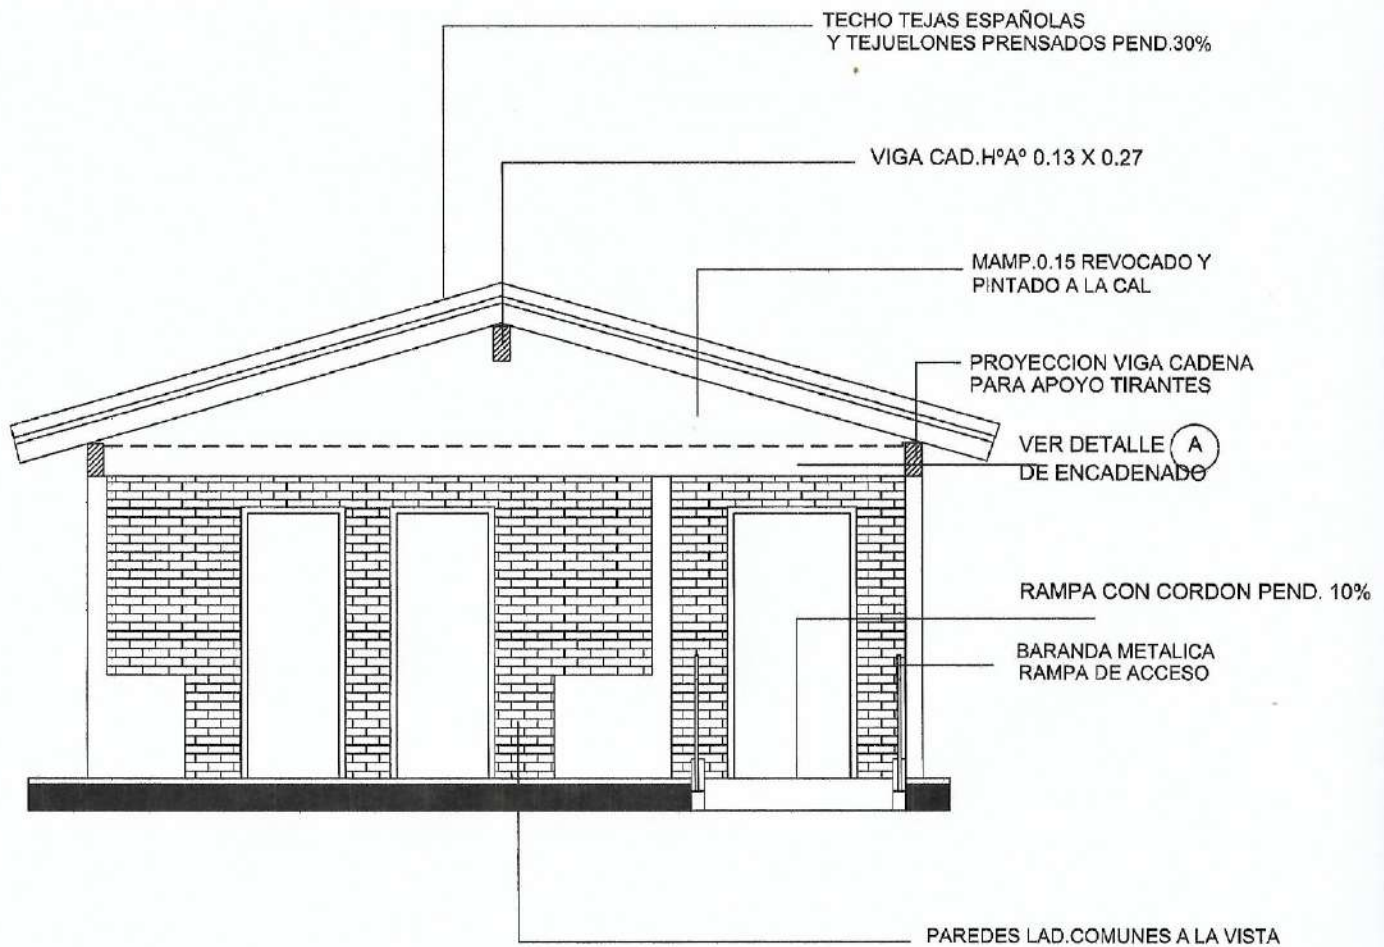 TECHO TEJAS ESPAÑOLAS
Y TEJUELONES PRENSADOS PEND.30%
VIGA CAD.HºAº 0.13 X 0.27
MAMP.0.15 REVOCADO Y
PINTADO A LA CAL
PROYECCION VIGA CADENA
PARA APOYO TIRANTES
VER DETALLE A
DE ENCADENADO
RAMPA CON CORDON PEND. 10%
BARANDA METALICA
RAMPA DE ACCESO
PAREDES LAD.COMUNES A LA VISTA